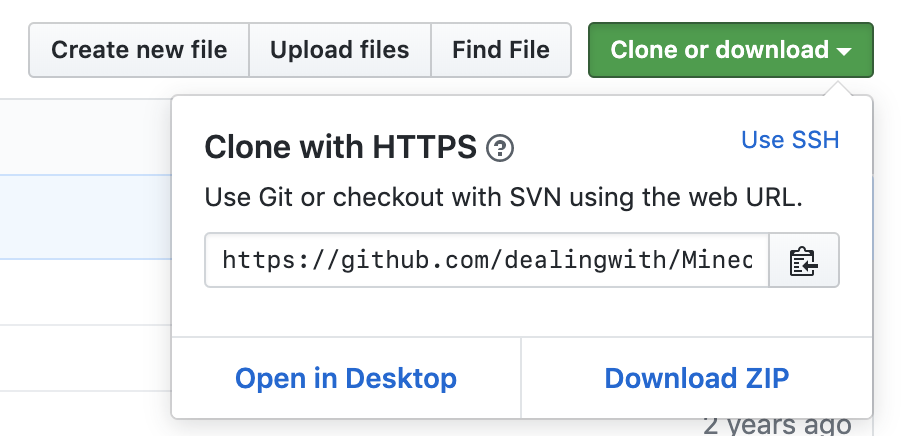 Create new file Upload files Find File Clone or download
Clone with HTTPS ?
Use SSH
Use Git or checkout with SVN using the web URL.
https://github.com/dealingwith/Minec
Open in Desktop Download ZIP
2 years ago